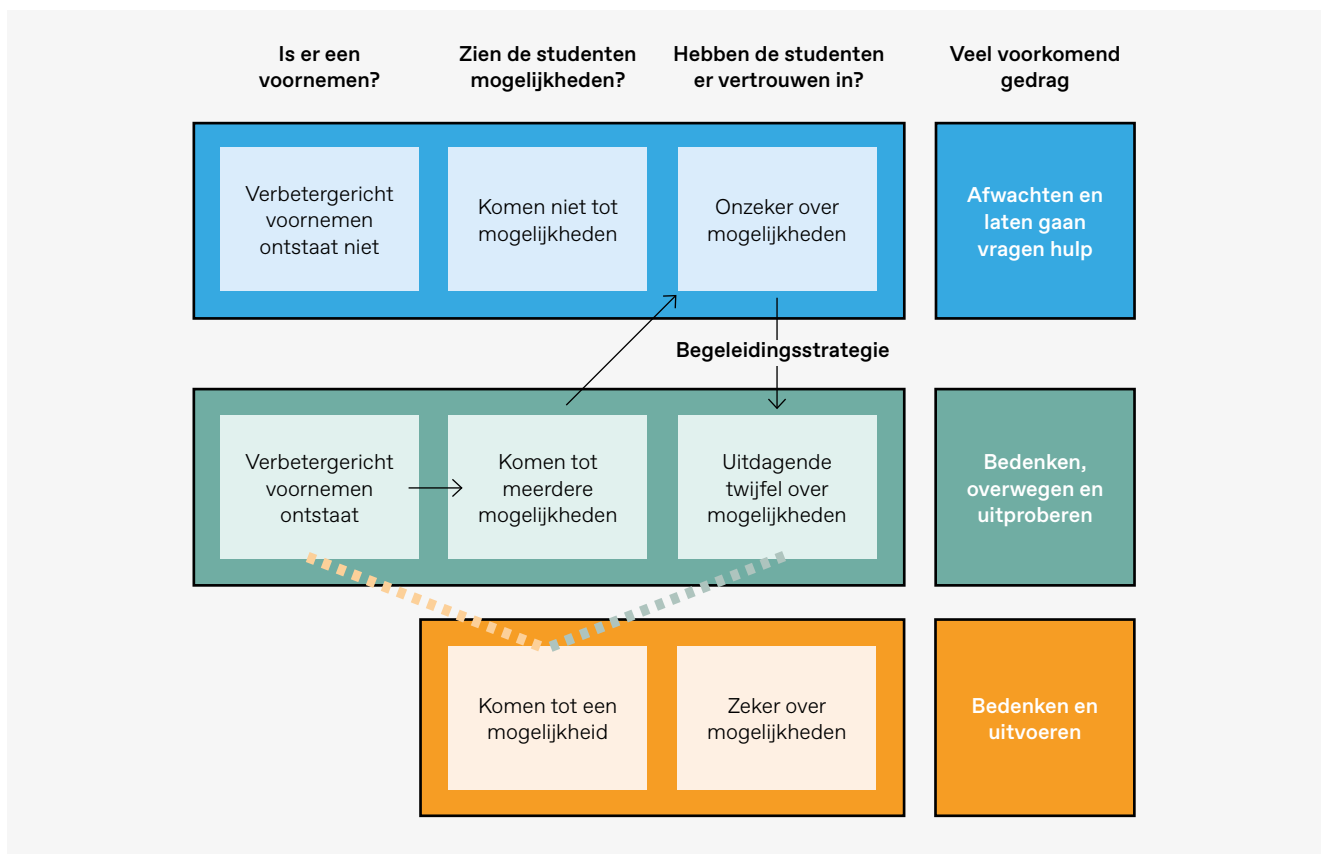 Is er een
voornemen?
Zien de studenten
mogelijkheden?
Hebben de studenten
er vertrouwen in?
Veel voorkomend
gedrag
Verbetergericht
voornemen
ontstaat niet
Komen niet tot
mogelijkheden
Onzeker over
mogelijkheden
Afwachten en
laten gaan
vragen hulp
Begeleidingsstrategie
Verbetergericht
voornemen
ontstaat
Komen tot
meerdere
mogelijkheden
Uitdagende
twijfel over
mogelijkheden
Bedenken,
overwegen en
uitproberen
Komen tot een
mogelijkheid
Zeker over
mogelijkheden
Bedenken en
uitvoeren